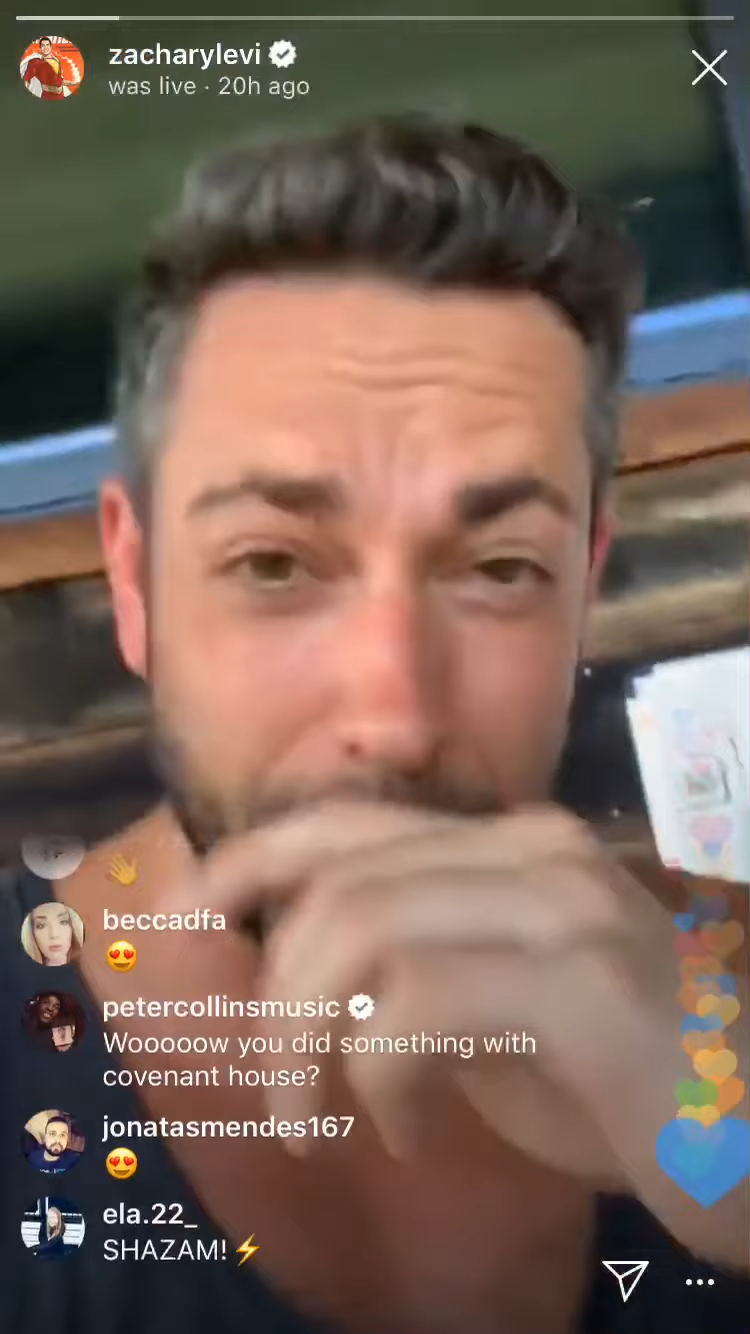 zacharylevi
was live · 20h ago
👋
beccadfa
😍
petercollinsmusic
Wooooow you did something with
covenant house?
jonatasmendes167
😍
ela.22_
SHAZAM!⚡